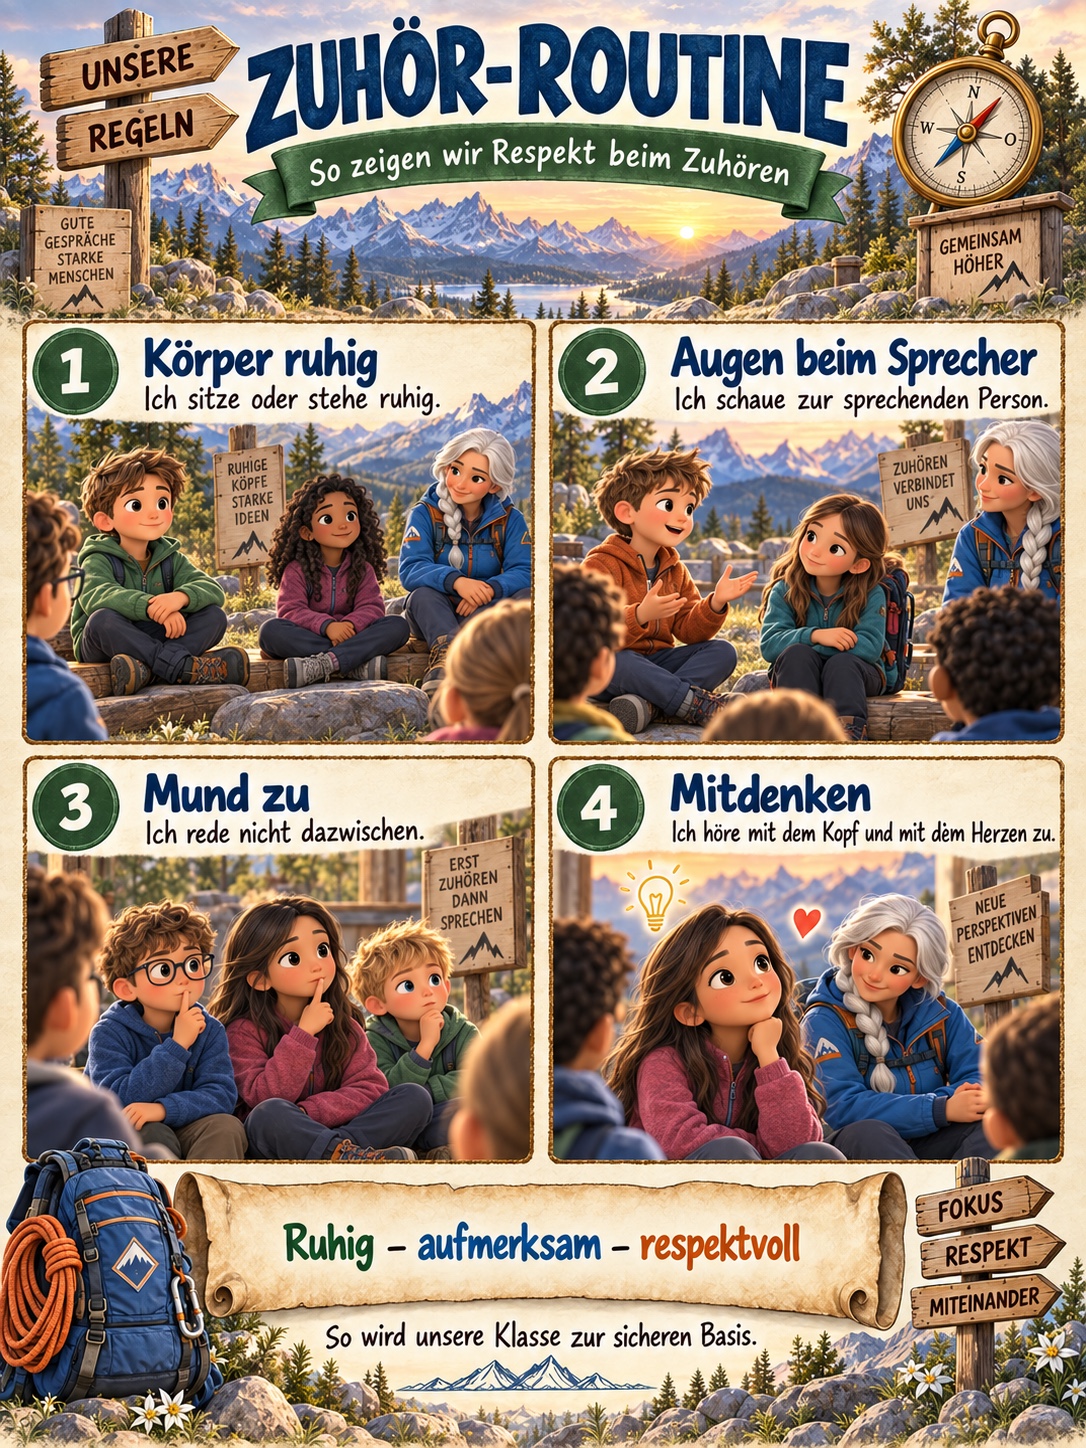 UNSERE
REGELN
ZUHÖR-ROUTINE
So zeigen wir Respekt beim Zuhören
N
W
O
S
GUTE
GESPRÄCHE
STARKE
MENSCHEN
GEMEINSAM
HÖHER
1
Körper ruhig
Ich sitze oder stehe ruhig.
RUHIGE
KÖPFE
STARKE
IDEEN
2
Augen beim Sprecher
Ich schaue zur sprechenden Person.
ZUHÖREN
VERBINDET
UNS
3
Mund zu
Ich rede nicht dazwischen.
ERST
ZUHÖREN
DANN
SPRECHEN
4
Mitdenken
Ich höre mit dem Kopf und mit dem Herzen zu.
NEUE
PERSPEKTIVEN
ENTDECKEN
Ruhig – aufmerksam – respektvoll
So wird unsere Klasse zur sicheren Basis.
FOKUS
RESPEKT
MITEINANDER